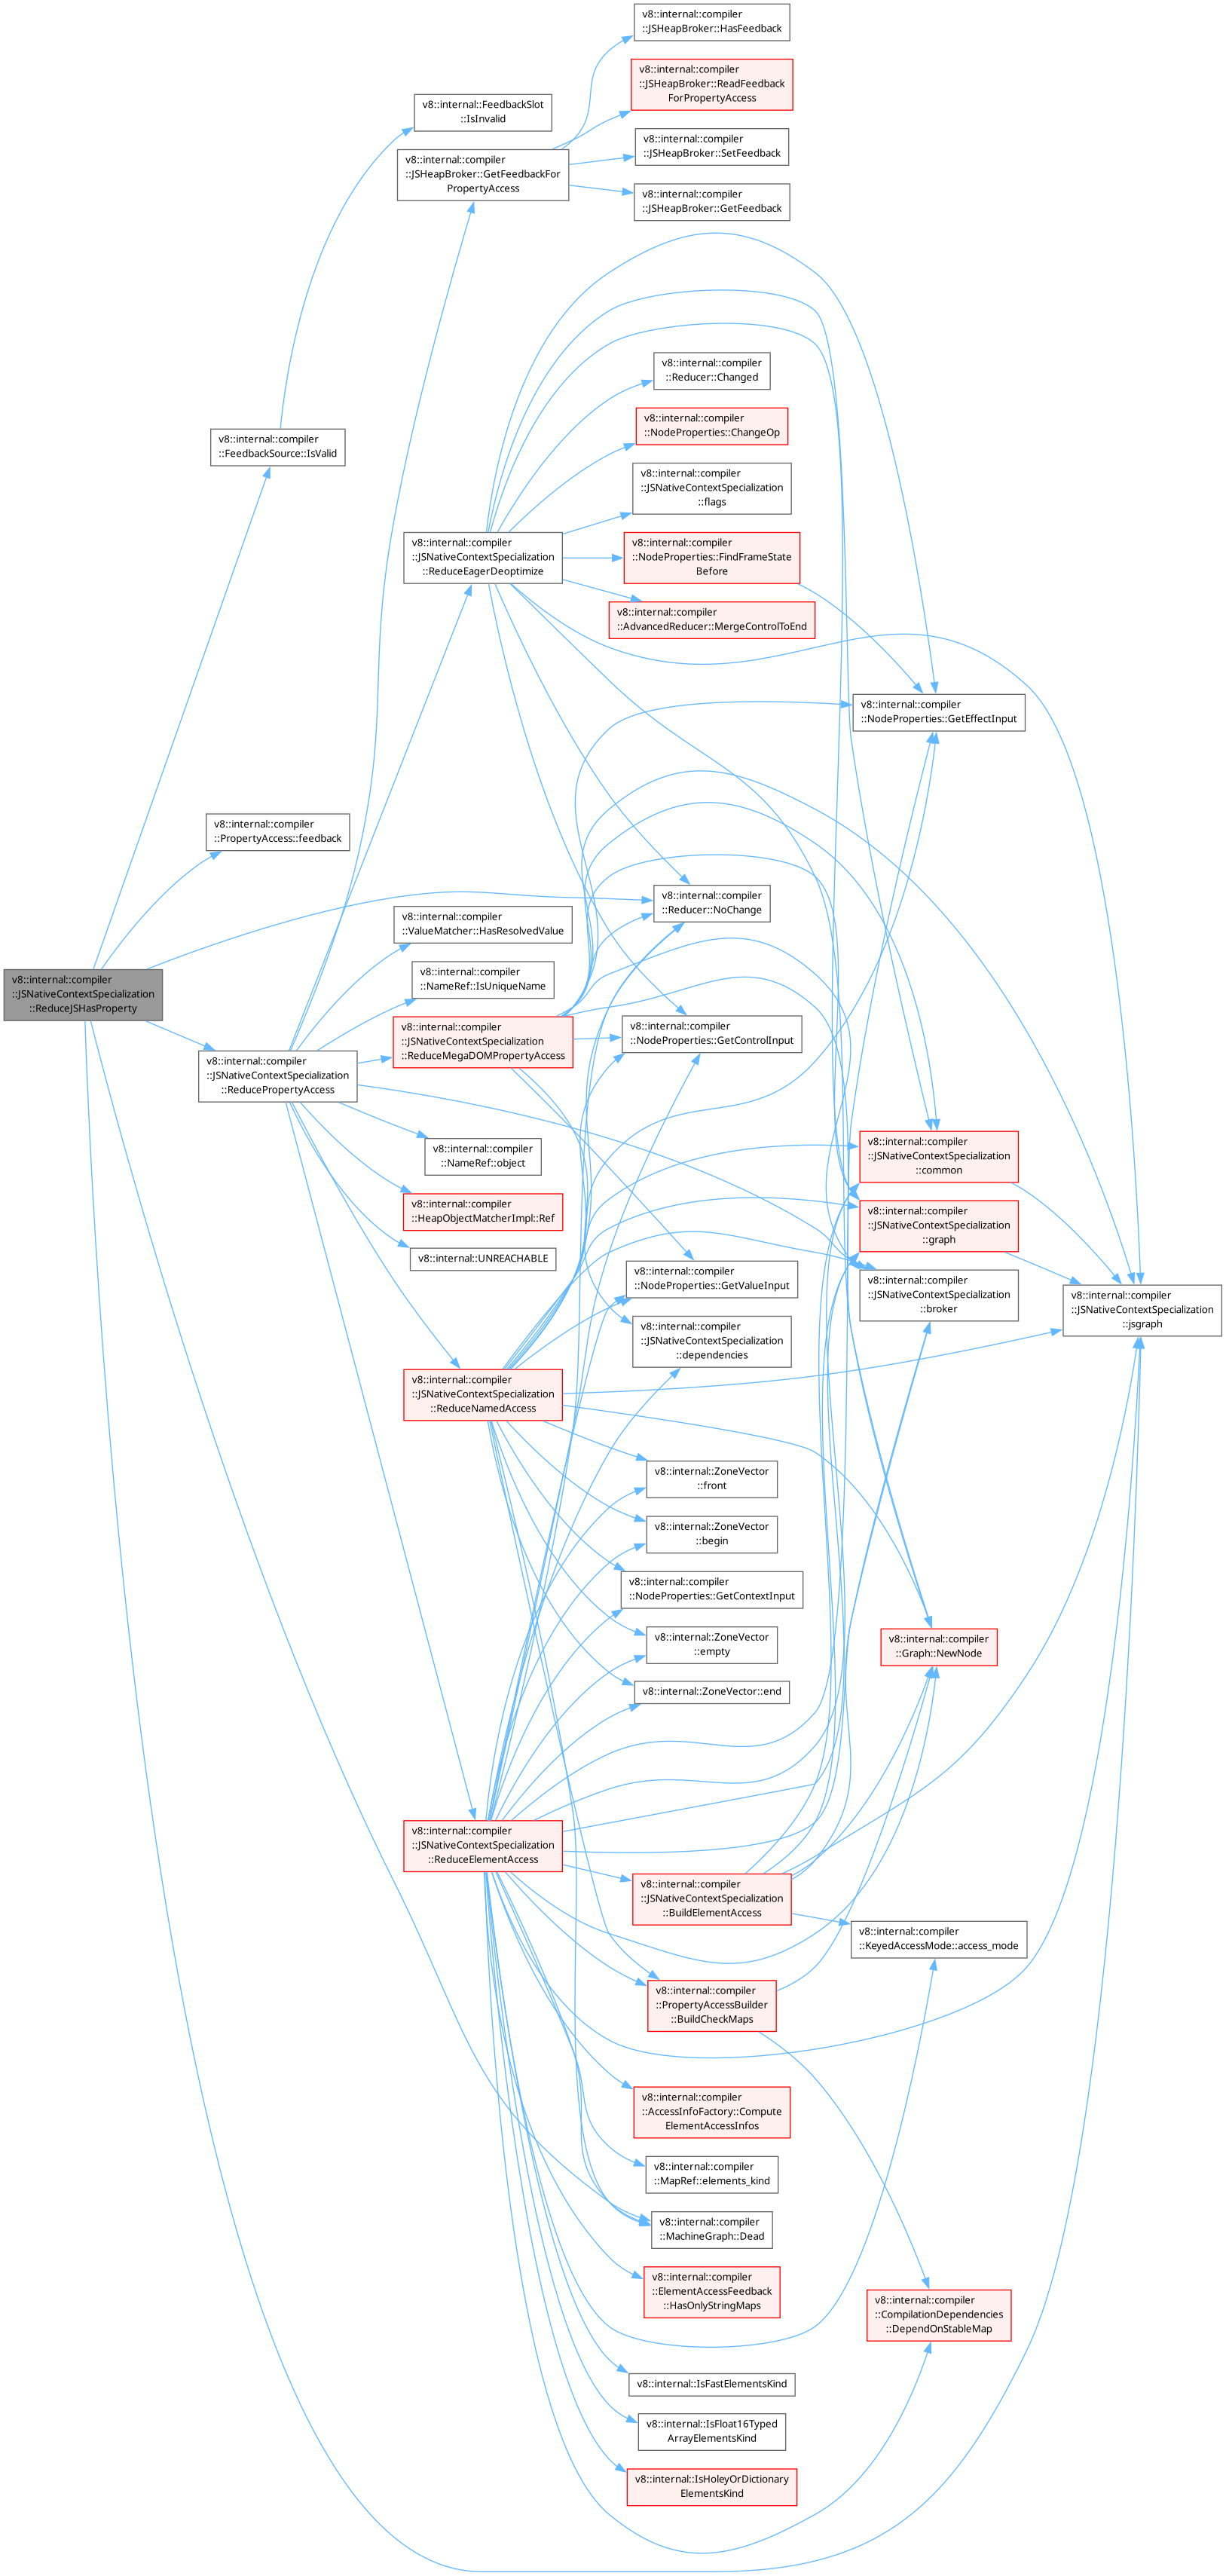 v8::internal::compiler
::JSNativeContextSpecialization
::ReduceJSHasProperty
v8::internal::compiler
::FeedbackSource::IsValid
v8::internal::compiler
::PropertyAccess::feedback
v8::internal::compiler
::JSNativeContextSpecialization
::ReducePropertyAccess
v8::internal::FeedbackSlot
::IsInvalid
v8::internal::compiler
::JSHeapBroker::GetFeedbackFor
PropertyAccess
v8::internal::compiler
::JSNativeContextSpecialization
::ReduceEagerDeoptimize
v8::internal::compiler
::ValueMatcher::HasResolvedValue
v8::internal::compiler
::NameRef::IsUniqueName
v8::internal::compiler
::JSNativeContextSpecialization
::ReduceMegaDOMPropertyAccess
v8::internal::compiler
::NameRef::object
v8::internal::compiler
::HeapObjectMatcherImpl::Ref
v8::internal::UNREACHABLE
v8::internal::compiler
::JSNativeContextSpecialization
::ReduceNamedAccess
v8::internal::compiler
::JSNativeContextSpecialization
::ReduceElementAccess
v8::internal::compiler
::JSHeapBroker::HasFeedback
v8::internal::compiler
::JSHeapBroker::ReadFeedback
ForPropertyAccess
v8::internal::compiler
::JSHeapBroker::SetFeedback
v8::internal::compiler
::JSHeapBroker::GetFeedback
v8::internal::compiler
::Reducer::Changed
v8::internal::compiler
::NodeProperties::ChangeOp
v8::internal::compiler
::JSNativeContextSpecialization
::flags
v8::internal::compiler
::NodeProperties::FindFrameState
Before
v8::internal::compiler
::AdvancedReducer::MergeControlToEnd
v8::internal::compiler
::Reducer::NoChange
v8::internal::compiler
::NodeProperties::GetControlInput
v8::internal::compiler
::NodeProperties::GetValueInput
v8::internal::compiler
::JSNativeContextSpecialization
::dependencies
v8::internal::ZoneVector
::front
v8::internal::ZoneVector
::begin
v8::internal::compiler
::NodeProperties::GetContextInput
v8::internal::ZoneVector
::empty
v8::internal::ZoneVector::end
v8::internal::compiler
::JSNativeContextSpecialization
::BuildElementAccess
v8::internal::compiler
::PropertyAccessBuilder
::BuildCheckMaps
v8::internal::compiler
::AccessInfoFactory::Compute
ElementAccessInfos
v8::internal::compiler
::MapRef::elements_kind
v8::internal::compiler
::MachineGraph::Dead
v8::internal::compiler
::ElementAccessFeedback
::HasOnlyStringMaps
v8::internal::IsFastElementsKind
v8::internal::IsFloat16Typed
ArrayElementsKind
v8::internal::IsHoleyOrDictionary
ElementsKind
v8::internal::compiler
::NodeProperties::GetEffectInput
v8::internal::compiler
::JSNativeContextSpecialization
::common
v8::internal::compiler
::JSNativeContextSpecialization
::graph
v8::internal::compiler
::JSNativeContextSpecialization
::broker
v8::internal::compiler
::Graph::NewNode
v8::internal::compiler
::KeyedAccessMode::access_mode
v8::internal::compiler
::CompilationDependencies
::DependOnStableMap
v8::internal::compiler
::JSNativeContextSpecialization
::jsgraph